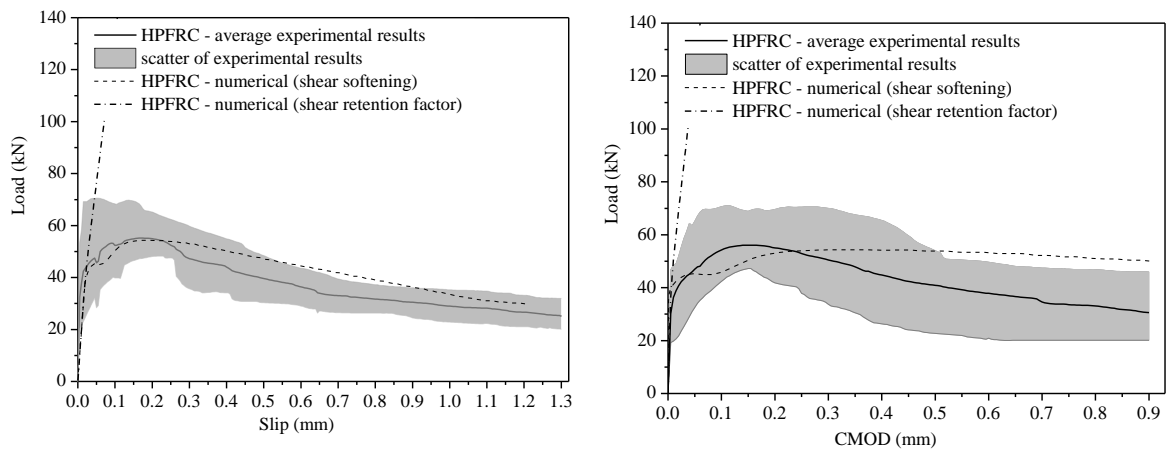 140
120
100
80
60
40
20
0
Load (kN)
HPFRC - average experimental results
scatter of experimental results
HPFRC - numerical (shear softening)
HPFRC - numerical (shear retention factor)
0.0 0.1 0.2 0.3 0.4 0.5 0.6 0.7 0.8 0.9 1.0 1.1 1.2 1.3
Slip (mm)
140
120
100
80
60
40
20
0
Load (kN)
HPFRC - average experimental results
scatter of experimental results
HPFRC - numerical (shear softening)
HPFRC - numerical (shear retention factor)
0.0 0.1 0.2 0.3 0.4 0.5 0.6 0.7 0.8 0.9
CMOD (mm)